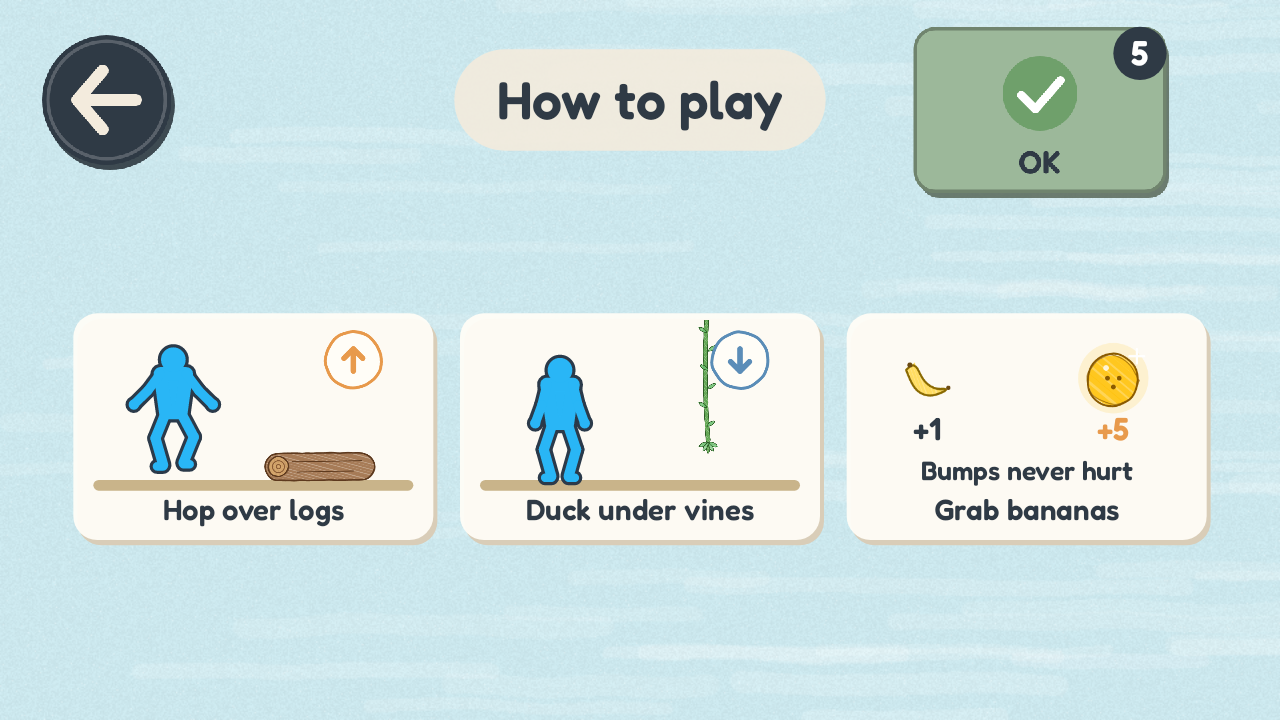 How to play
5
OK
Hop over logs
Duck under vines
+1
+5
Bumps never hurt
Grab bananas